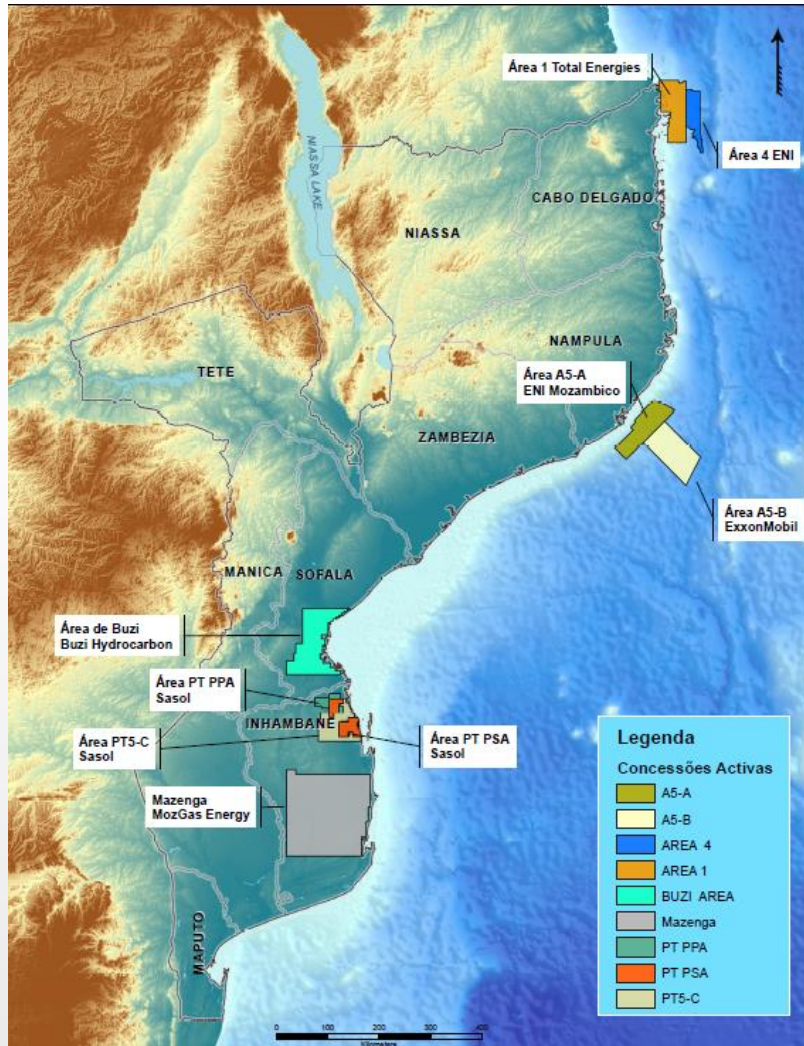 Área 1 Total Energies
Área 4 ENI
NIASSA LAKE
CABO DELGADO
NIASSA
NAMPULA
TETE
Área A5-A
ENI Mozambico
ZAMBEZIA
Área A5-B
ExxonMobil
MANICA
SOFALA
Área de Buzi
Buzi Hydrocarbon
Área PT PPA
Sasol
INHAMBANE
Área PT5-C
Sasol
Área PT PSA
Sasol
Mazenga
MozGas Energy
MAPUTO
Legenda
Concessões Activas
A5-A
A5-B
AREA 4
AREA 1
BUZI AREA
Mazenga
PT PPA
PT PSA
PT5-C
0 100 200 300 400
Kilometers